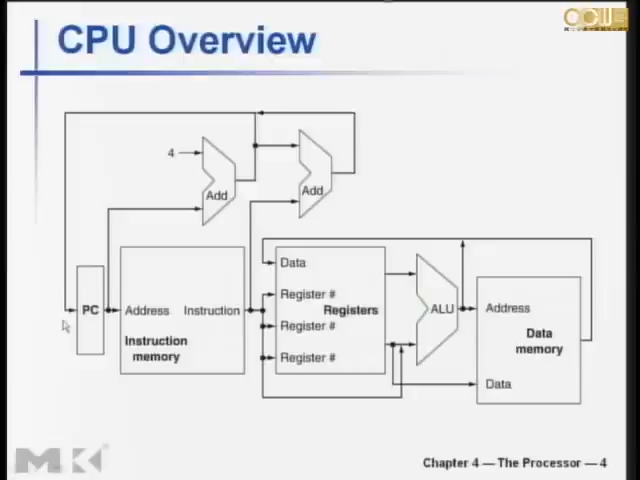 CPU Overview
4
Add
Add
PC
Address
Instruction
Instruction
memory
Data
Register #
Registers
Register #
Register #
ALU
Address
Data
memory
Data
MK
Chapter 4 — The Processor — 4